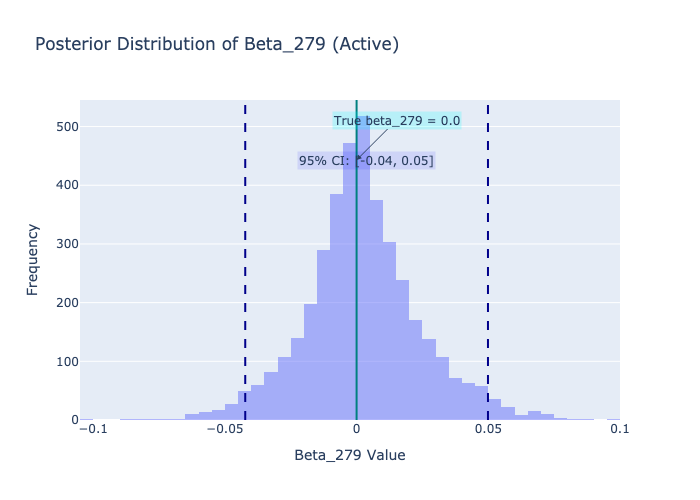 Posterior Distribution of Beta_279 (Active)
True beta_279 = 0.0
95% CI: [-0.04, 0.05]
Frequency
500
400
300
200
100
0
−0.1
−0.05
0
0.05
0.1
Beta_279 Value